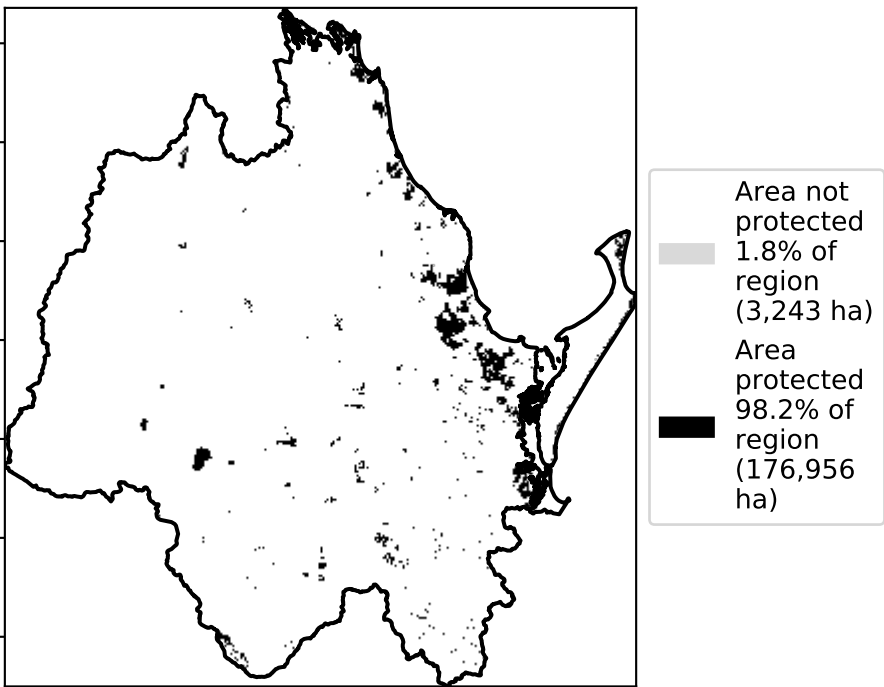 Area not
protected
1.8% of
region
(3,243 ha)
Area
protected
98.2% of
region
(176,956
ha)